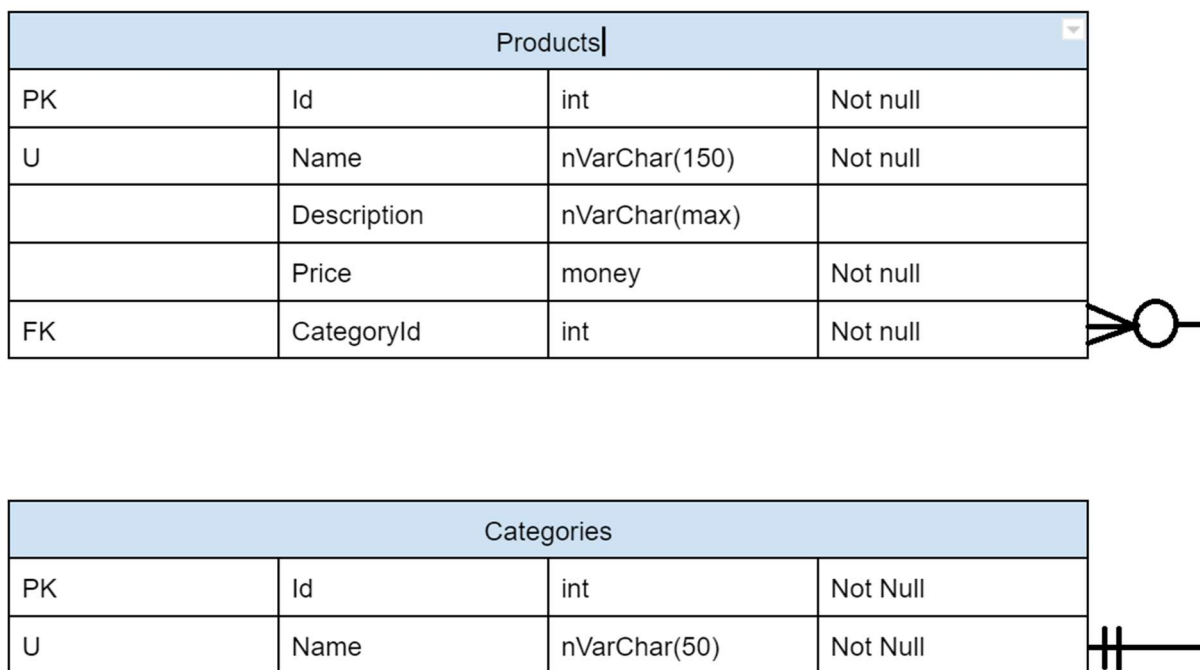 Products
PK Id int Not null
U Name nVarChar(150) Not null
Description nVarChar(max)
Price money Not null
FK CategoryId int Not null
Categories
PK Id int Not Null
U Name nVarChar(50) Not Null